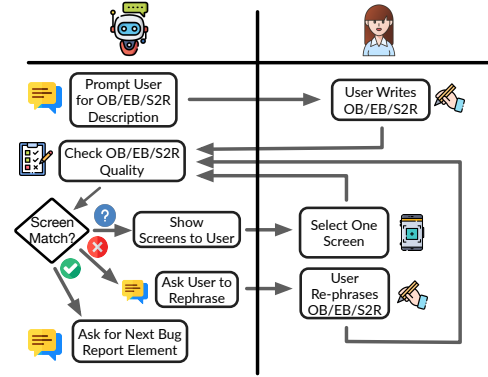 Prompt User
for OB/EB/S2R
Description
User Writes
OB/EB/S2R
Check OB/EB/S2R
Quality
Screen
Match?
?
Show
Screens to User
Select One
Screen
Ask User to
Rephrase
User
Re-phrases
OB/EB/S2R
Ask for Next Bug
Report Element